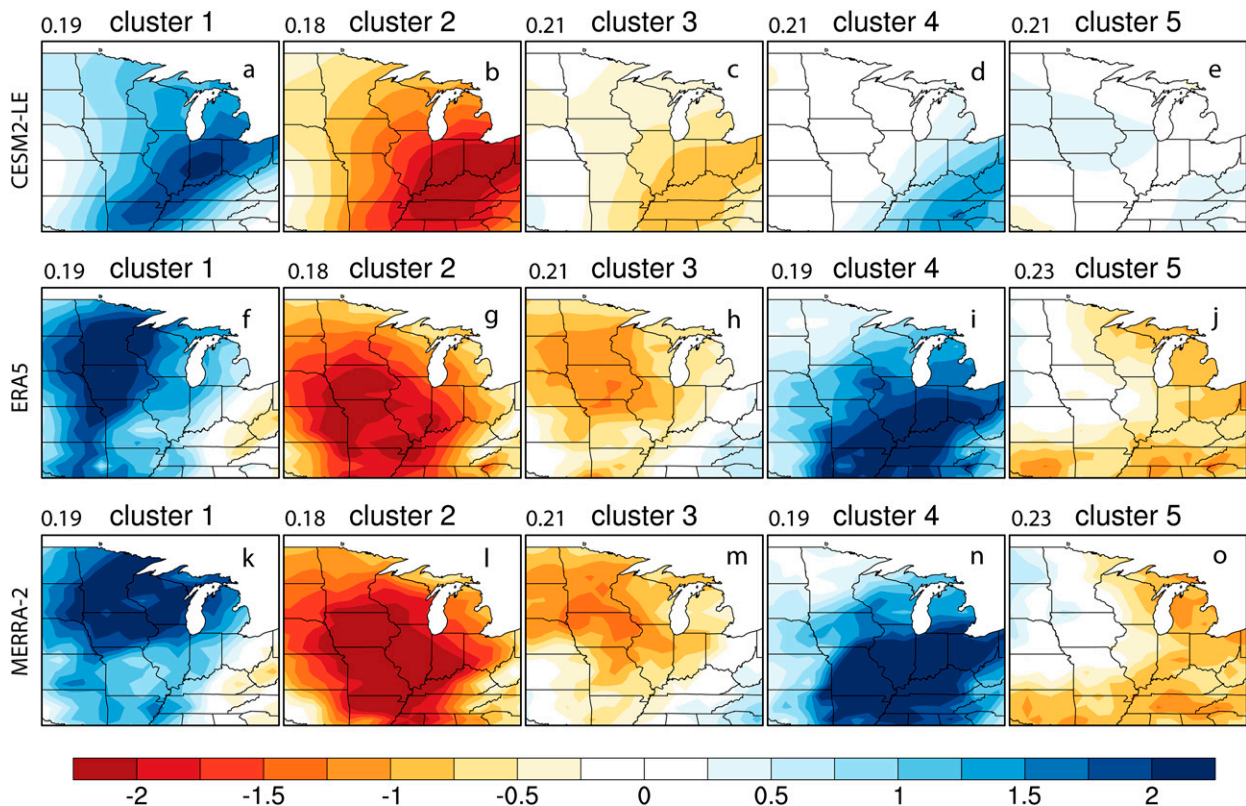 0.19 cluster 1 0.18 cluster 2 0.21 cluster 3 0.21 cluster 4 0.21 cluster 5
CESM2-LE a b c d e
0.19 cluster 1 0.18 cluster 2 0.21 cluster 3 0.19 cluster 4 0.23 cluster 5
ERA5 f g h i j
0.19 cluster 1 0.18 cluster 2 0.21 cluster 3 0.19 cluster 4 0.23 cluster 5
MERRA-2 k l m n o
-2 -1.5 -1 -0.5 0 0.5 1 1.5 2